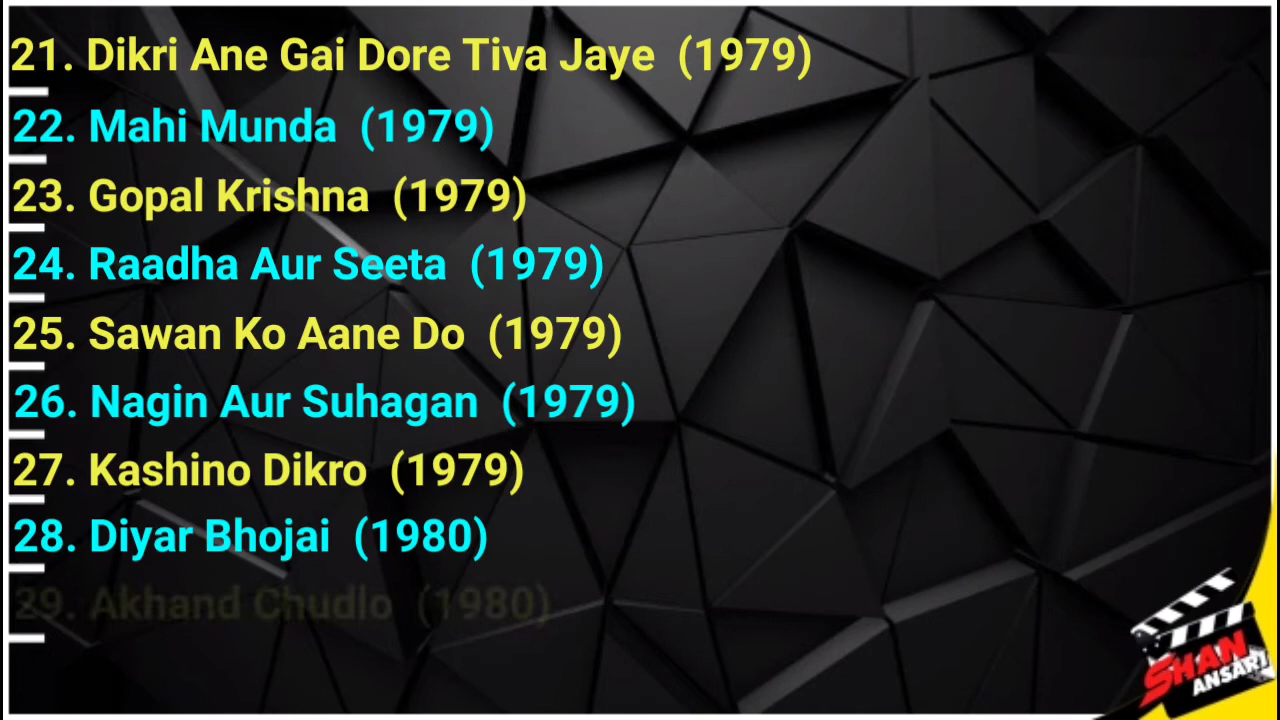 21. Dikri Ane Gai Dore Tiva Jaye (1979)
22. Mahi Munda (1979)
23. Gopal Krishna (1979)
24. Raadha Aur Seeta (1979)
25. Sawan Ko Aane Do (1979)
26. Nagin Aur Suhagan (1979)
27. Kashino Dikro (1979)
28. Diyar Bhojai (1980)
29. Akhand Chudlo (1980)
SHAN
ANSARI